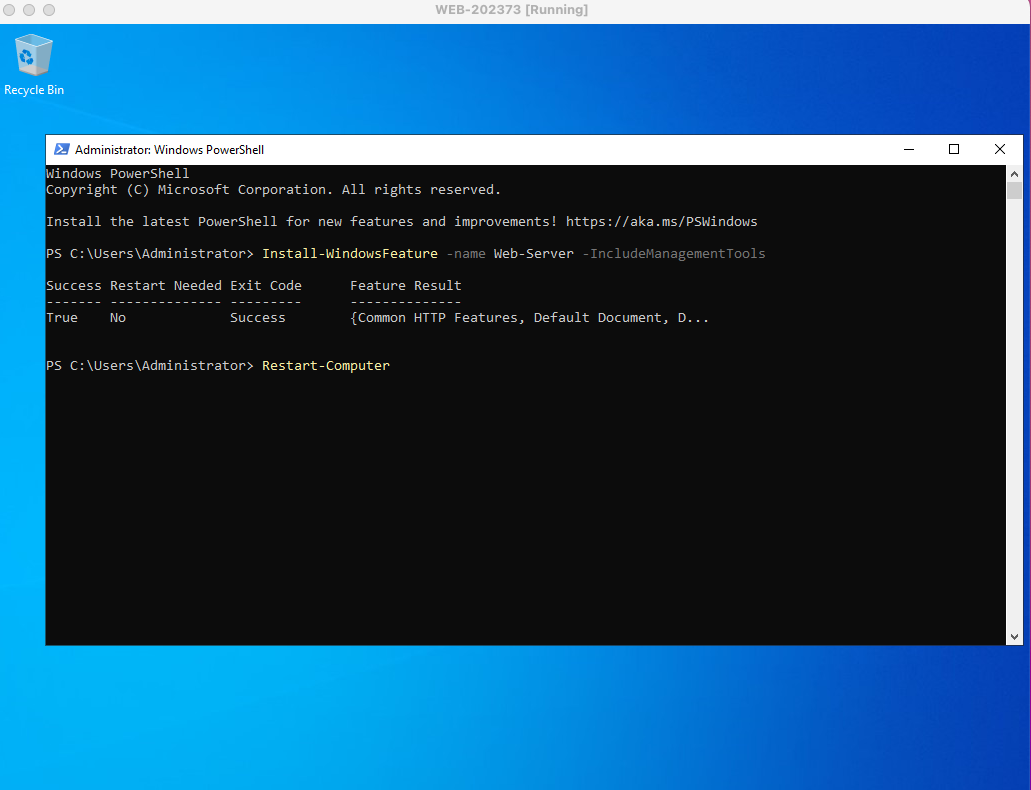 WEB-202373 [Running]
Recycle Bin
Administrator: Windows PowerShell
Windows PowerShell
Copyright (C) Microsoft Corporation. All rights reserved.
Install the latest PowerShell for new features and improvements! https://aka.ms/PSWindows
PS C:\Users\Administrator> Install-WindowsFeature -name Web-Server -IncludeManagementTools
Success Restart Needed Exit Code      Feature Result
------- -------------- ---------      --------------
True    No             Success        {Common HTTP Features, Default Document, D...
PS C:\Users\Administrator> Restart-Computer